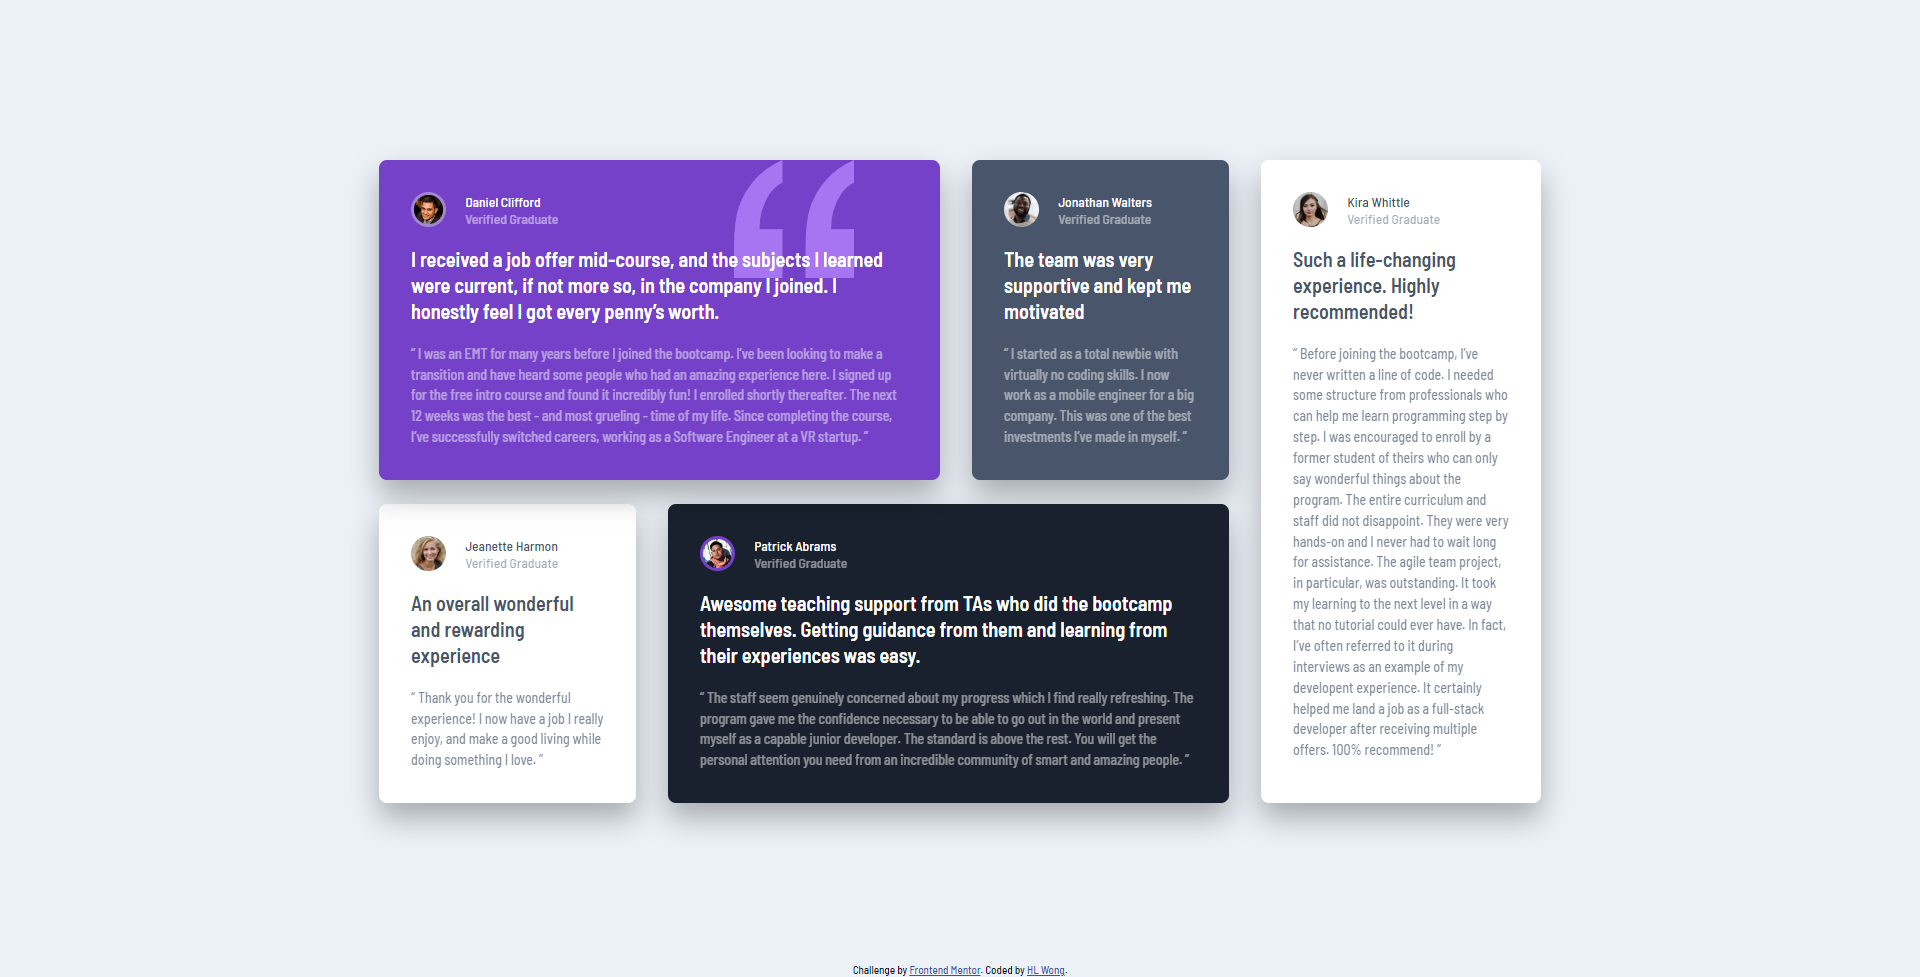 Daniel Clifford
Verified Graduate
I received a job offer mid-course, and the subjects I learned
were current, if not more so, in the company I joined. I
honestly feel I got every penny’s worth.
“ I was an EMT for many years before I joined the bootcamp. I’ve been looking to make a
transition and have heard some people who had an amazing experience here. I signed up
for the free intro course and found it incredibly fun! I enrolled shortly thereafter. The next
12 weeks was the best - and most grueling - time of my life. Since completing the course,
I’ve successfully switched careers, working as a Software Engineer at a VR startup. ”
Jonathan Walters
Verified Graduate
The team was very
supportive and kept me
motivated
“ I started as a total newbie with
virtually no coding skills. I now
work as a mobile engineer for a big
company. This was one of the best
investments I’ve made in myself. ”
Kira Whittle
Verified Graduate
Such a life-changing
experience. Highly
recommended!
“ Before joining the bootcamp, I’ve
never written a line of code. I needed
some structure from professionals who
can help me learn programming step by
step. I was encouraged to enroll by a
former student of theirs who can only
say wonderful things about the
program. The entire curriculum and
staff did not disappoint. They were very
hands-on and I never had to wait long
for assistance. The agile team project,
in particular, was outstanding. It took
my learning to the next level in a way
that no tutorial could ever have. In fact,
I’ve often referred to it during
interviews as an example of my
developent experience. It certainly
helped me land a job as a full-stack
developer after receiving multiple
offers. 100% recommend! ”
Jeanette Harmon
Verified Graduate
An overall wonderful
and rewarding
experience
“ Thank you for the wonderful
experience! I now have a job I really
enjoy, and make a good living while
doing something I love. ”
Patrick Abrams
Verified Graduate
Awesome teaching support from TAs who did the bootcamp
themselves. Getting guidance from them and learning from
their experiences was easy.
“ The staff seem genuinely concerned about my progress which I find really refreshing. The
program gave me the confidence necessary to be able to go out in the world and present
myself as a capable junior developer. The standard is above the rest. You will get the
personal attention you need from an incredible community of smart and amazing people. ”
Challenge by Frontend Mentor. Coded by HL Wong.